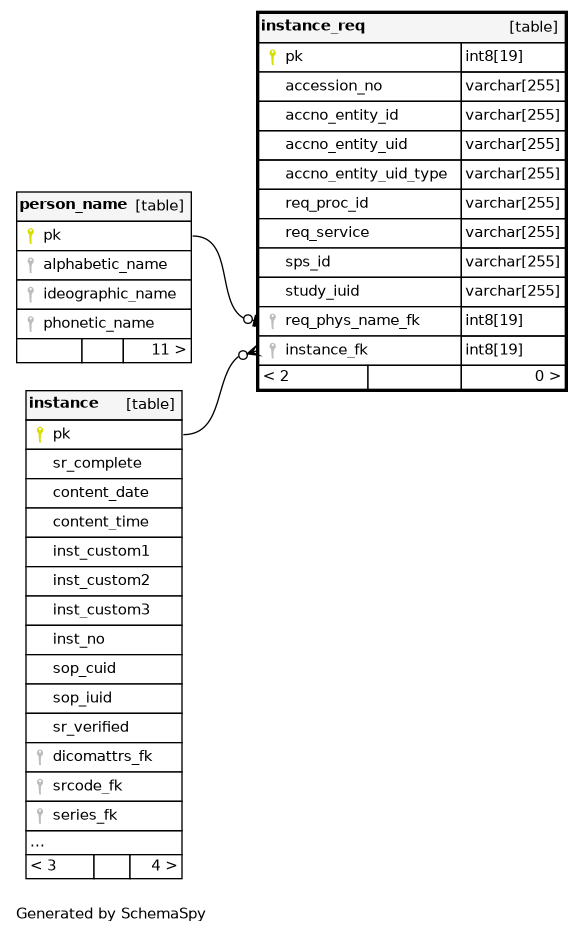 instance_req [table]
pk int8[19]
accession_no varchar[255]
accno_entity_id varchar[255]
accno_entity_uid varchar[255]
accno_entity_uid_type varchar[255]
req_proc_id varchar[255]
req_service varchar[255]
sps_id varchar[255]
study_iuid varchar[255]
req_phys_name_fk int8[19]
instance_fk int8[19]
< 2 0 >
person_name [table]
pk
alphabetic_name
ideographic_name
phonetic_name
11 >
instance [table]
pk
sr_complete
content_date
content_time
inst_custom1
inst_custom2
inst_custom3
inst_no
sop_cuid
sop_iuid
sr_verified
dicomattrs_fk
srcode_fk
series_fk
...
< 3 4 >
Generated by SchemaSpy